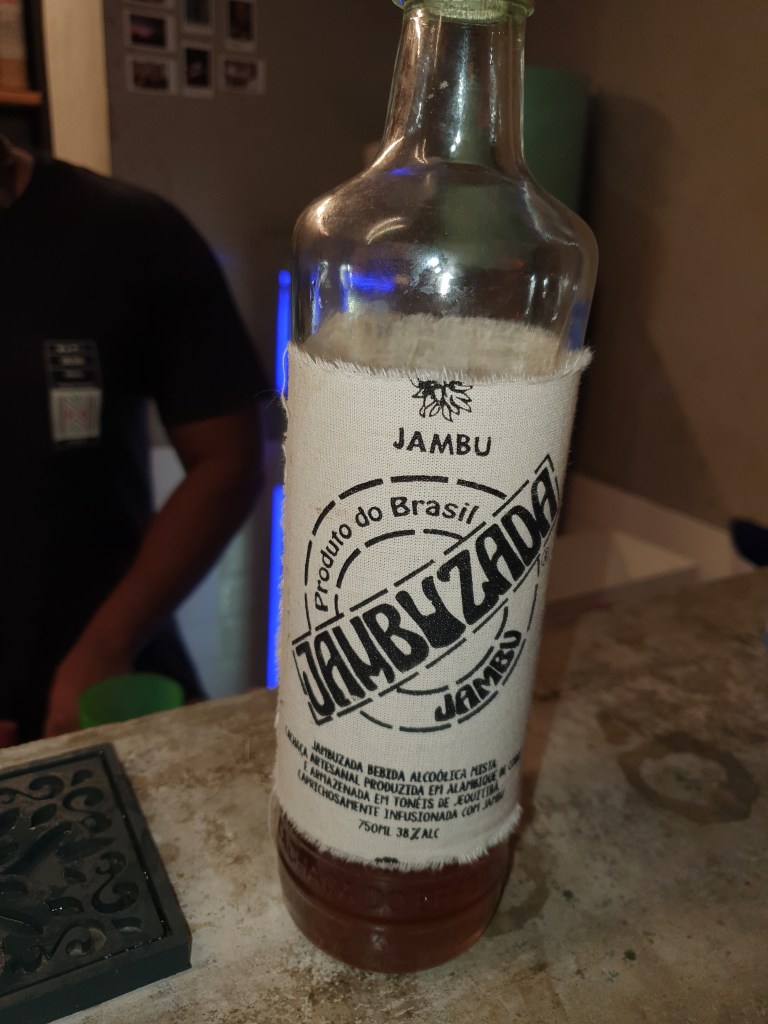 JAMBU
Produto do Brasil
JAMBUZADA
JAMBU
JAMBUZADA BEBIDA ALCOÓLICA MISTA
CACHAÇA ARTESANAL PRODUZIDA EM ALAMBIQUE DE COBRE
E ARMAZENADA EM TONÉIS DE JEQUITIBÁ
CAPRICHOSAMENTE INFUSIONADA COM JAMBU
750ML 38%ALC